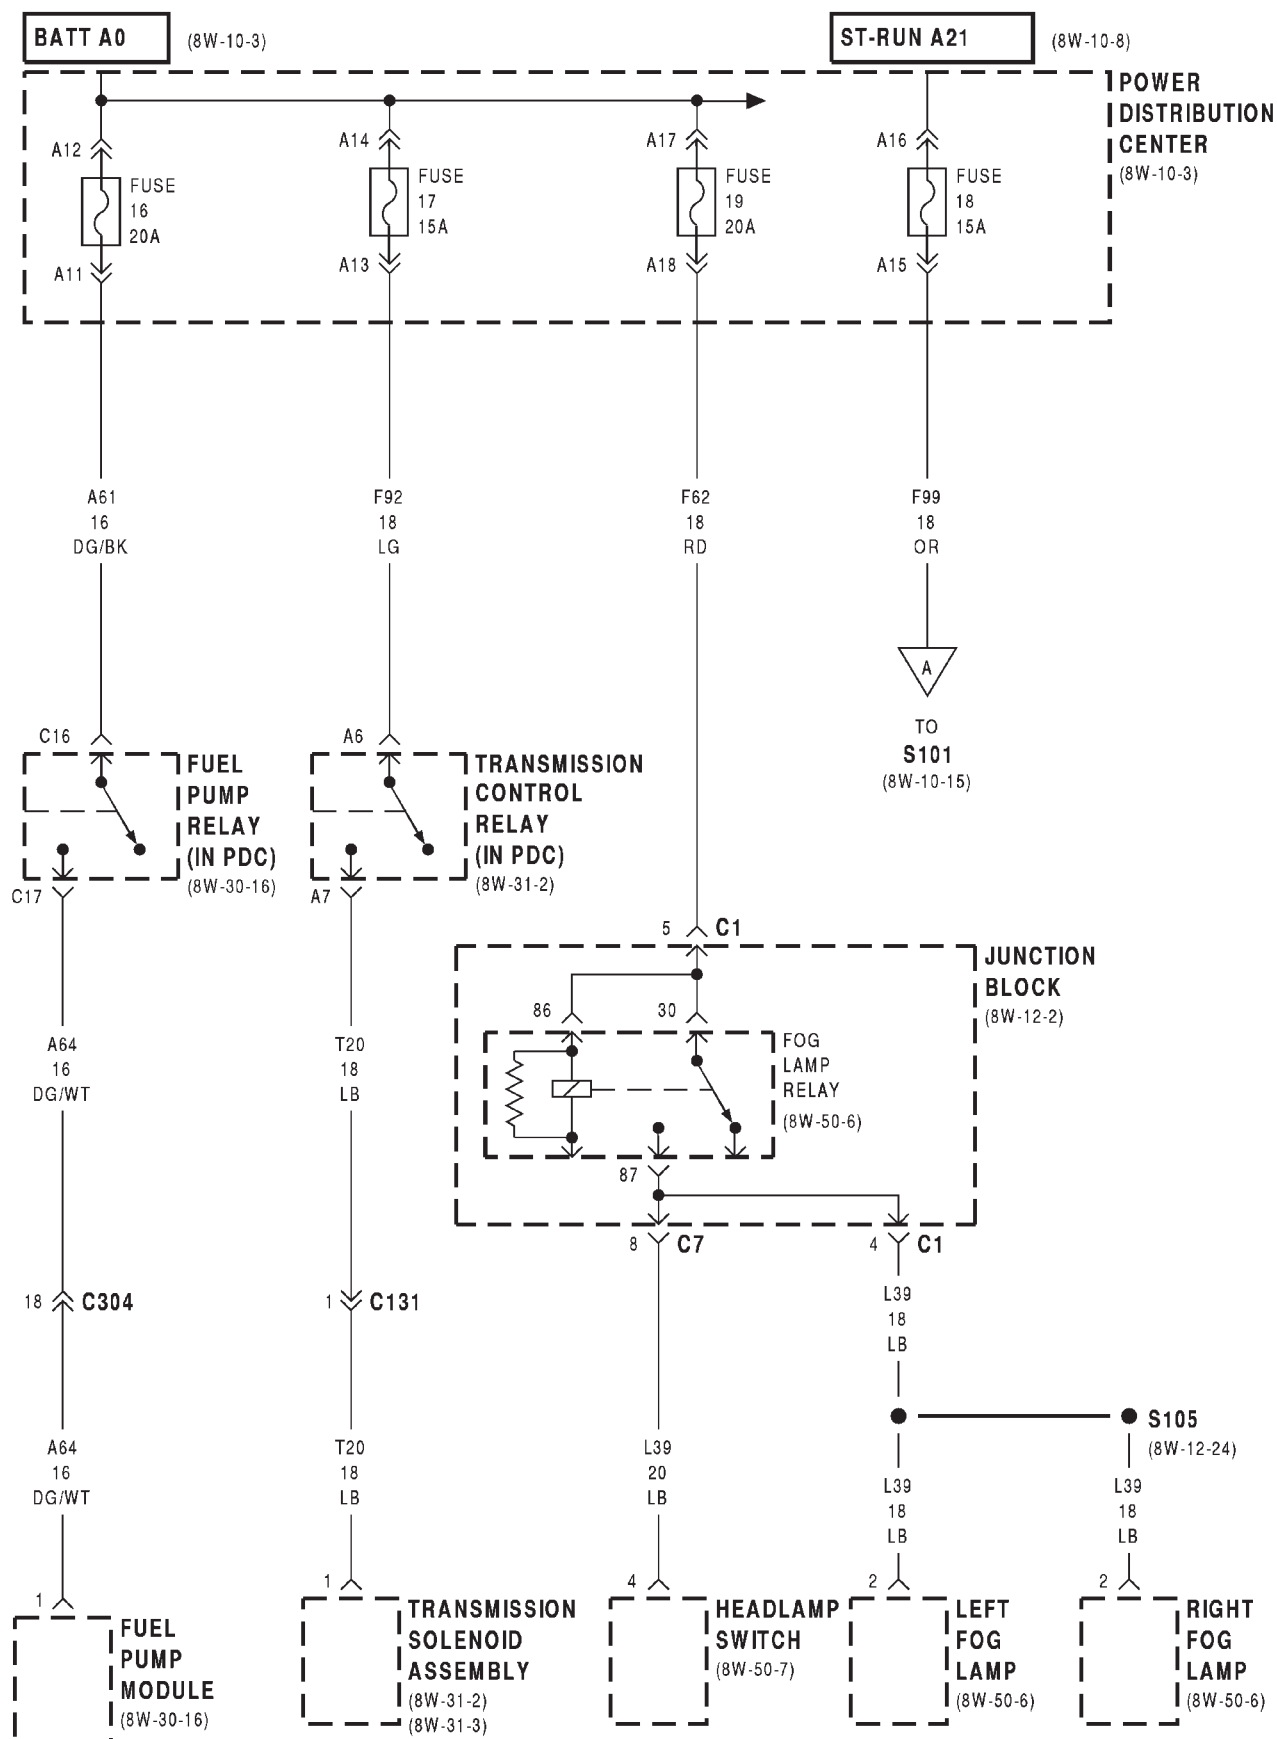 BATT A0
(8W-10-3)
ST-RUN A21
(8W-10-8)
POWER
DISTRIBUTION
CENTER
(8W-10-3)
A12
FUSE
16
20A
A11
A14
FUSE
17
15A
A13
A17
FUSE
19
20A
A18
A16
FUSE
18
15A
A15
A61
16
DG/BK
F92
18
LG
F62
18
RD
F99
18
OR
A
TO
S101
(8W-10-15)
C16
FUEL
PUMP
RELAY
(IN PDC)
(8W-30-16)
C17
A6
TRANSMISSION
CONTROL
RELAY
(IN PDC)
(8W-31-2)
A7
5 C1
JUNCTION
BLOCK
(8W-12-2)
86
30
FOG
LAMP
RELAY
(8W-50-6)
87
8 C7
4 C1
A64
16
DG/WT
T20
18
LB
18 C304
1 C131
L39
18
LB
S105
(8W-12-24)
A64
16
DG/WT
T20
18
LB
L39
20
LB
L39
18
LB
L39
18
LB
1
FUEL
PUMP
MODULE
(8W-30-16)
1
TRANSMISSION
SOLENOID
ASSEMBLY
(8W-31-2)
(8W-31-3)
4
HEADLAMP
SWITCH
(8W-50-7)
2
LEFT
FOG
LAMP
(8W-50-6)
2
RIGHT
FOG
LAMP
(8W-50-6)